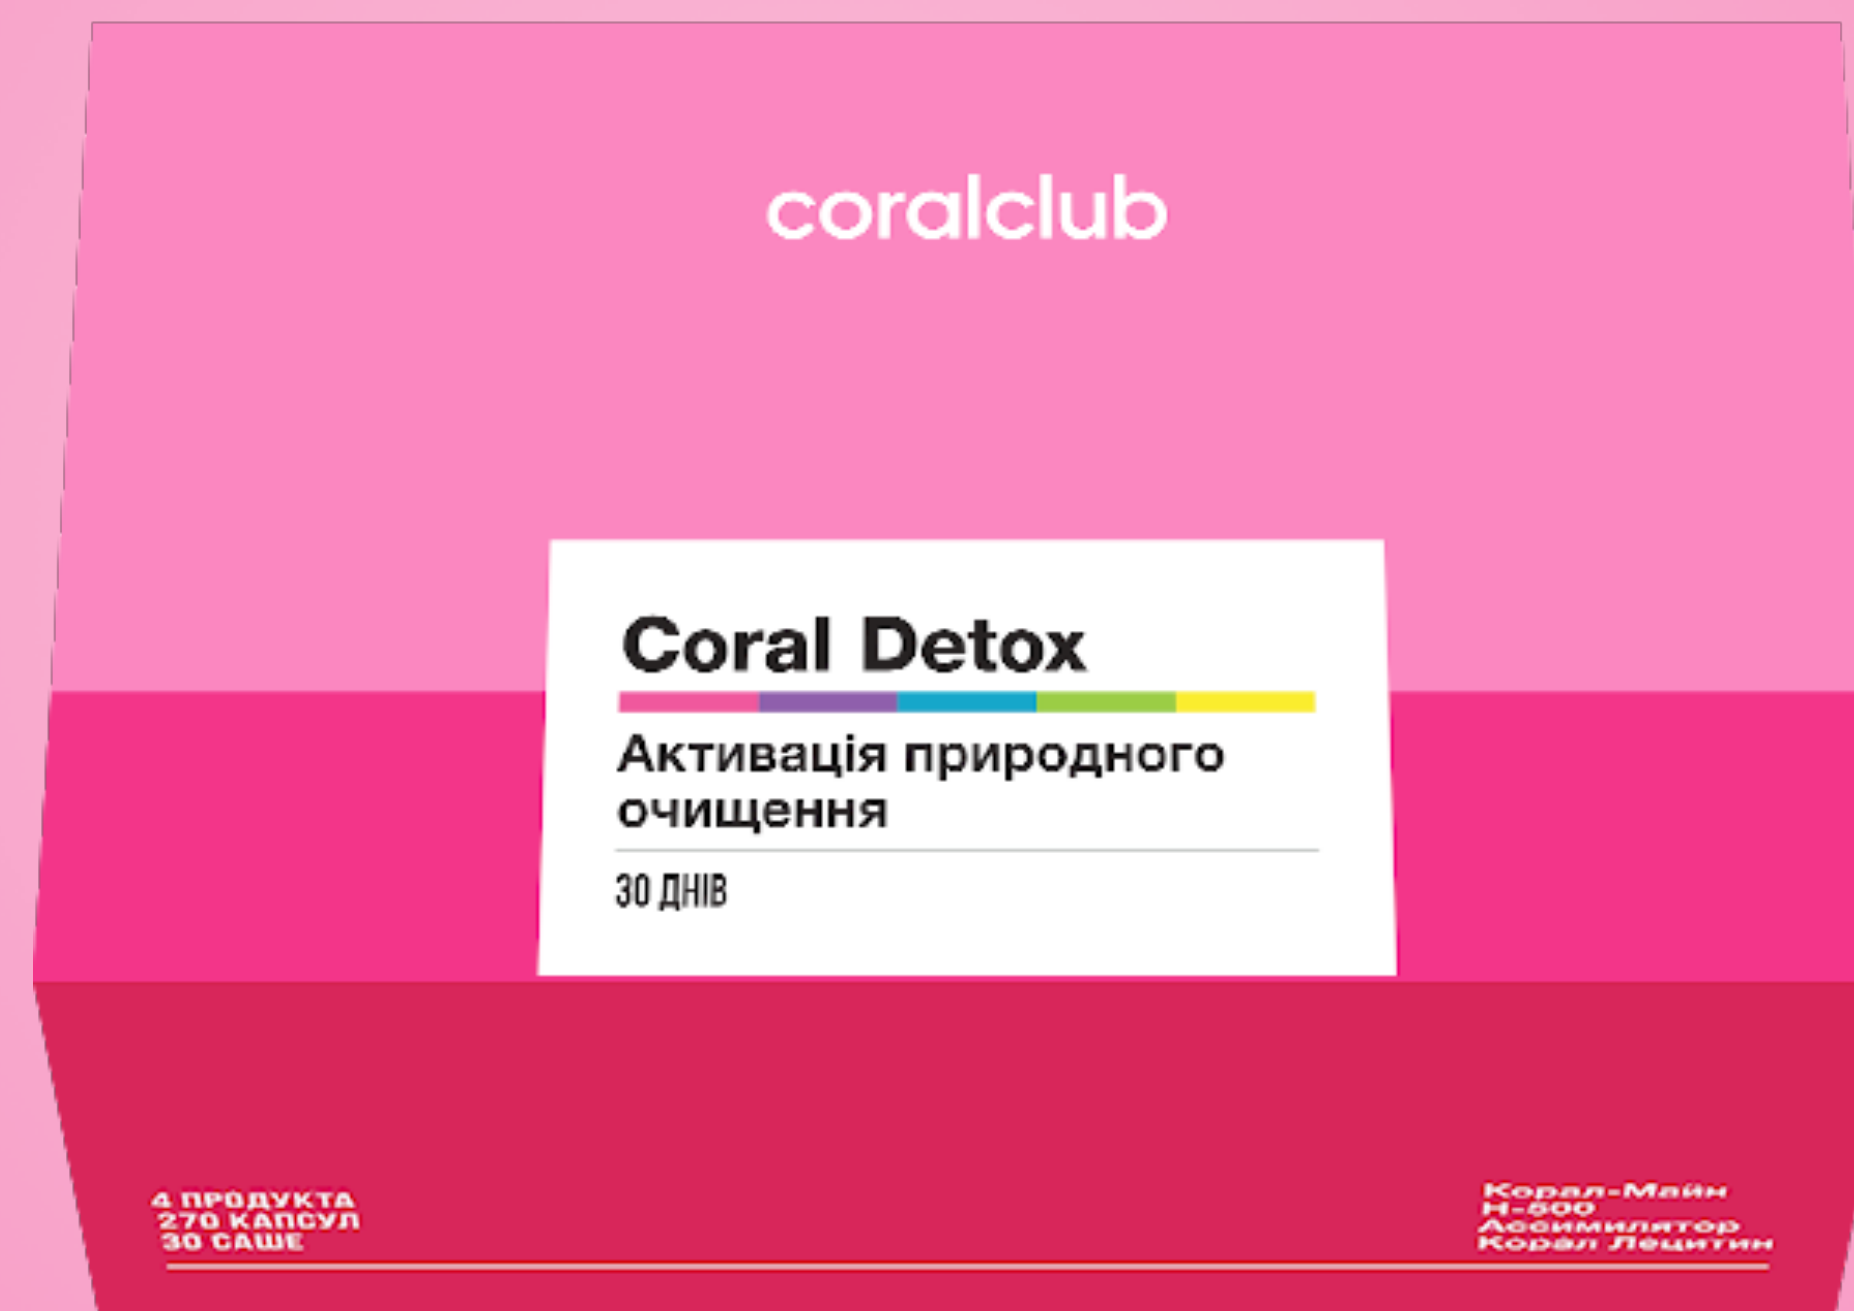 coralclub
Coral Detox
Активація природного
очищення
30 ДНІВ
4 ПРОДУКТА
270 КАПСУЛ
30 САШЕ
Корал-Майн
Н-500
Ассимилятор
Корал Лецитин